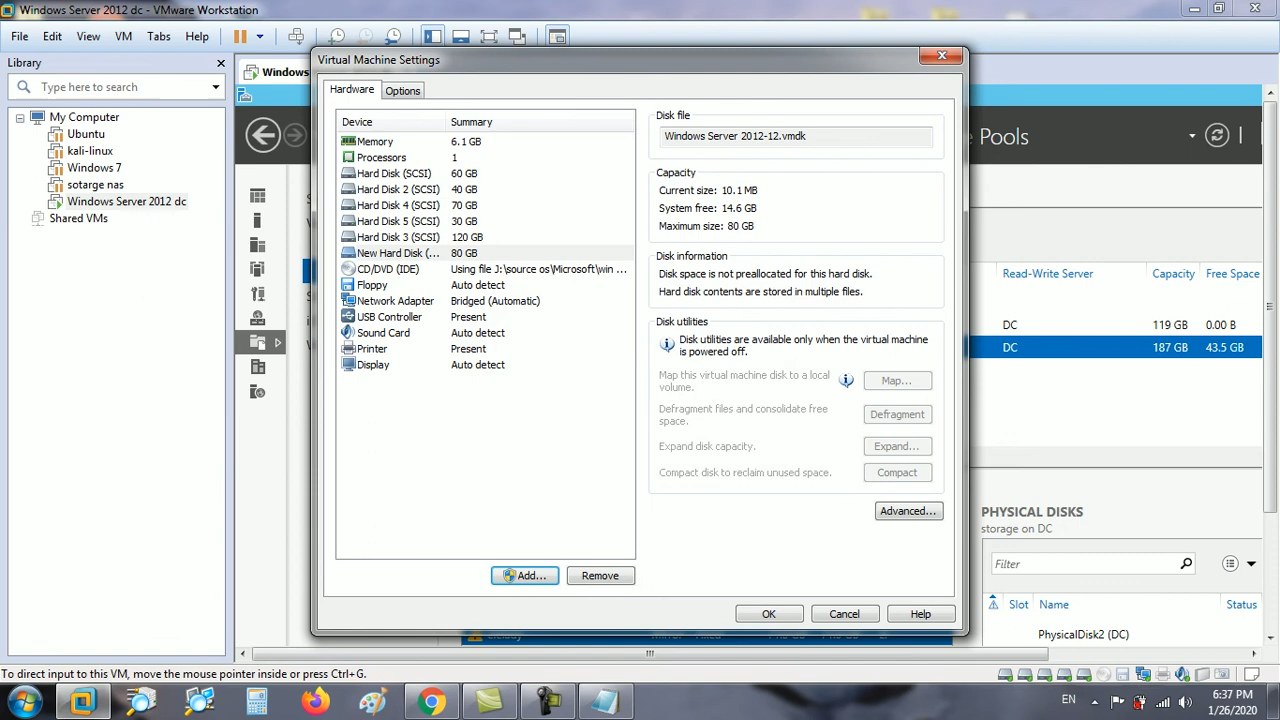 Windows Server 2012 dc - VMware Workstation
File Edit View VM Tabs Help
Library
Type here to search
My Computer
Ubuntu
kali-linux
Windows 7
sotarge nas
Windows Server 2012 dc
Shared VMs
Windows
Virtual Machine Settings
Hardware Options
Device Summary
Memory 6.1 GB
Processors 1
Hard Disk (SCSI) 60 GB
Hard Disk 2 (SCSI) 40 GB
Hard Disk 4 (SCSI) 70 GB
Hard Disk 5 (SCSI) 30 GB
Hard Disk 3 (SCSI) 120 GB
New Hard Disk (... 80 GB
CD/DVD (IDE) Using file J:\source os\Microsoft\win ...
Floppy Auto detect
Network Adapter Bridged (Automatic)
USB Controller Present
Sound Card Auto detect
Printer Present
Display Auto detect
Add... Remove
Disk file
Windows Server 2012-12.vmdk
Capacity
Current size: 10.1 MB
System free: 14.6 GB
Maximum size: 80 GB
Disk information
Disk space is not preallocated for this hard disk.
Hard disk contents are stored in multiple files.
Disk utilities
Disk utilities are available only when the virtual machine
is powered off.
Map this virtual machine disk to a local
volume.
Map...
Defragment files and consolidate free
space.
Defragment
Expand disk capacity. Expand...
Compact disk to reclaim unused space. Compact
Advanced...
OK Cancel Help
e Pools
Read-Write Server Capacity Free Space
DC 119 GB 0.00 B
DC 187 GB 43.5 GB
PHYSICAL DISKS
storage on DC
Filter
Slot Name Status
PhysicalDisk2 (DC)
To direct input to this VM, move the mouse pointer inside or press Ctrl+G.
EN
6:37 PM
1/26/2020